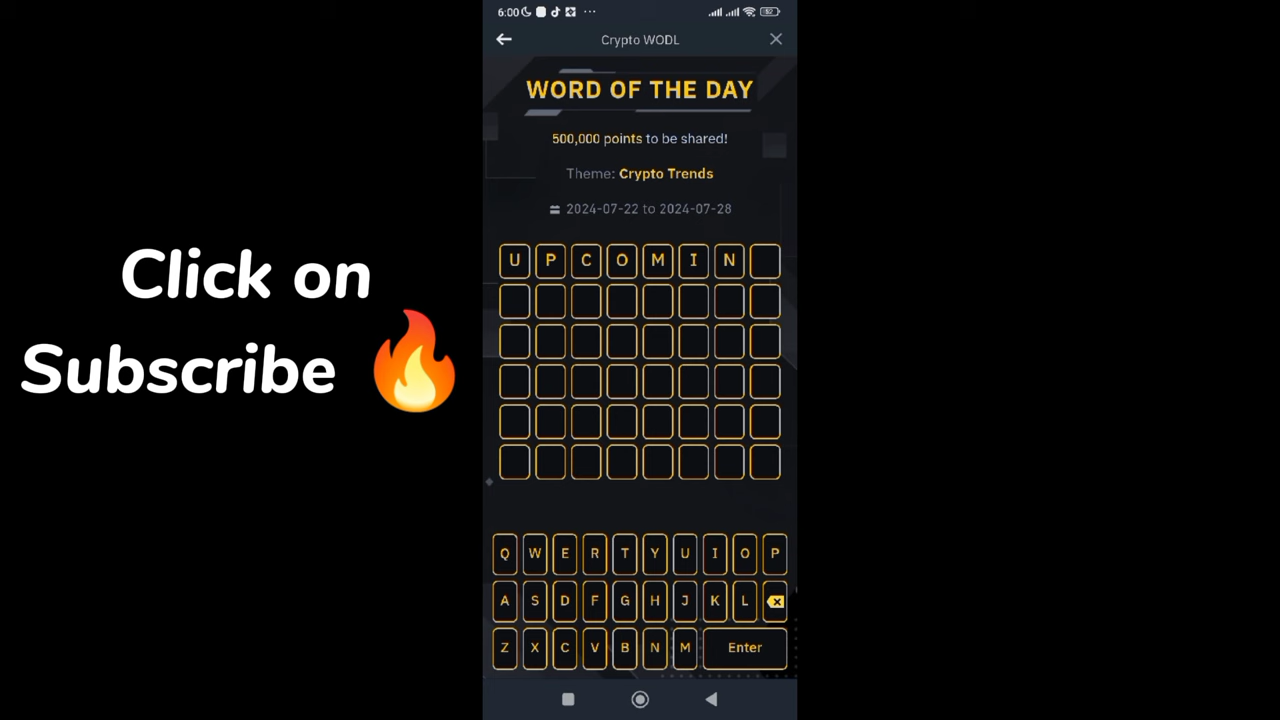 Click on
Subscribe 🔥
6:00
52
Crypto WODL
WORD OF THE DAY
500,000 points to be shared!
Theme: Crypto Trends
2024-07-22 to 2024-07-28
U P C O M I N
Q W E R T Y U I O P
A S D F G H J K L
Z X C V B N M Enter